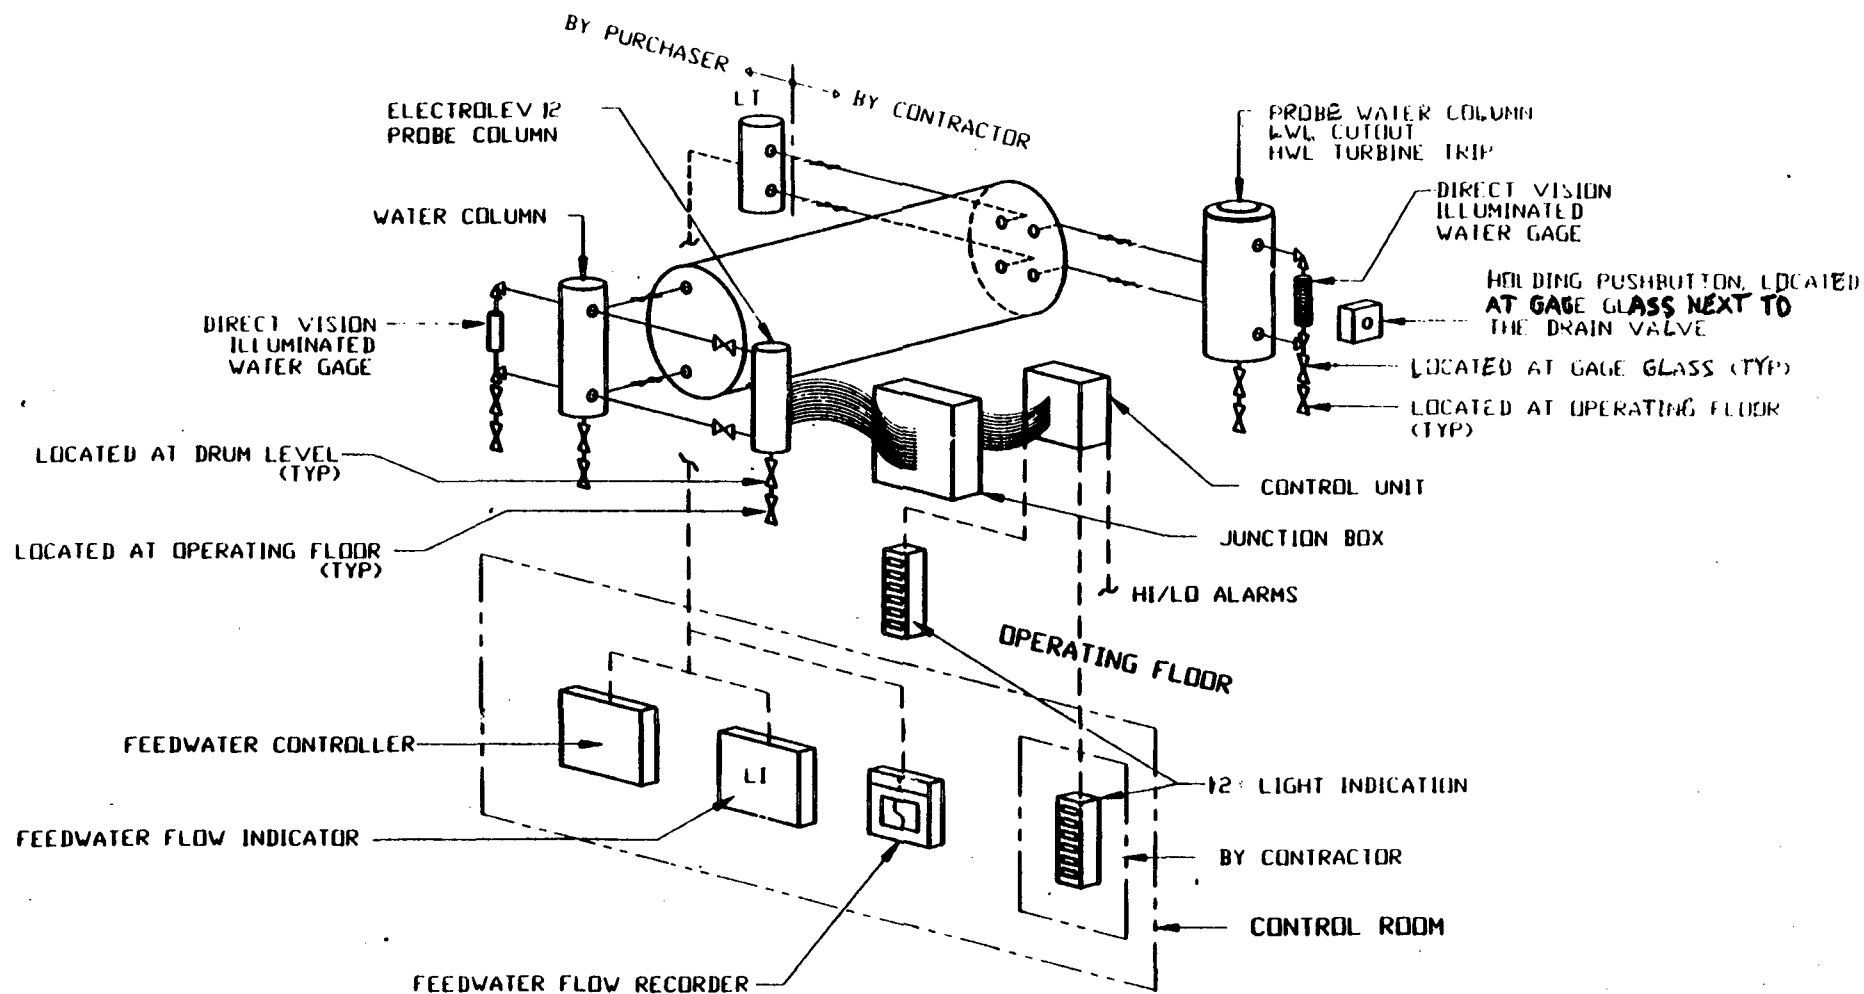 BY PURCHASER
BY CONTRACTOR
LT
ELECTROLEV 12
PROBE COLUMN
WATER COLUMN
DIRECT VISION
ILLUMINATED
WATER GAGE
PROBE WATER COLUMN
LWL CUTOUT
HWL TURBINE TRIP
DIRECT VISION
ILLUMINATED
WATER GAGE
HOLDING PUSHBUTTON, LOCATED
AT GAGE GLASS NEXT TO
THE DRAIN VALVE
LOCATED AT GAGE GLASS (TYP)
LOCATED AT OPERATING FLOOR
(TYP)
LOCATED AT DRUM LEVEL
(TYP)
LOCATED AT OPERATING FLOOR
(TYP)
CONTROL UNIT
JUNCTION BOX
HI/LO ALARMS
OPERATING FLOOR
FEEDWATER CONTROLLER
LI
FEEDWATER FLOW INDICATOR
12 LIGHT INDICATION
BY CONTRACTOR
CONTROL ROOM
FEEDWATER FLOW RECORDER